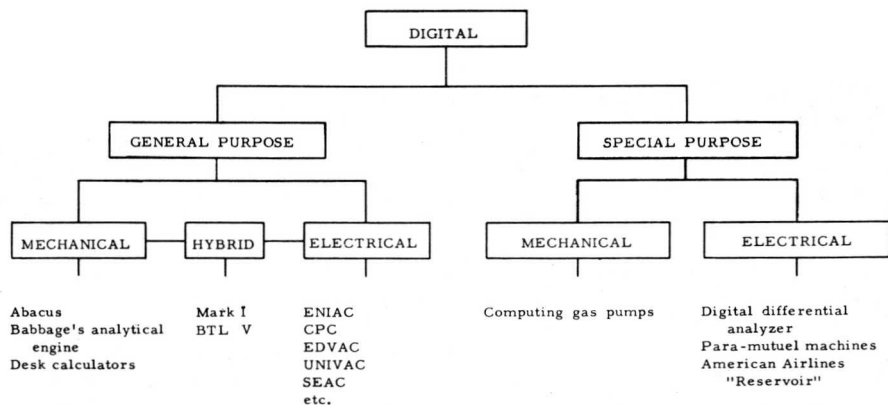 DIGITAL
GENERAL PURPOSE
SPECIAL PURPOSE
MECHANICAL
HYBRID
ELECTRICAL
MECHANICAL
ELECTRICAL
Abacus
Babbage's analytical
engine
Desk calculators
Mark I
BTL V
ENIAC
CPC
EDVAC
UNIVAC
SEAC
etc.
Computing gas pumps
Digital differential
analyzer
Para-mutuel machines
American Airlines
"Reservoir"